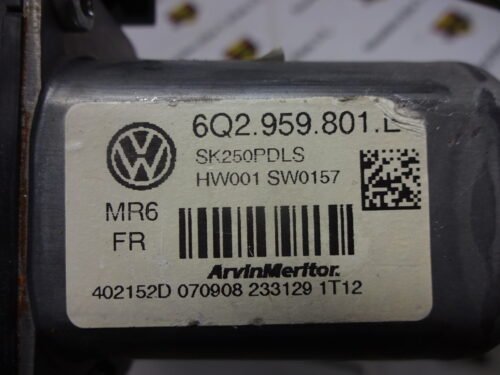 6Q2.959.801.E
SK250PDLS
HW001 SW0157
MR6
FR
ArvinMeritor.
402152D 070908 233129 1T12